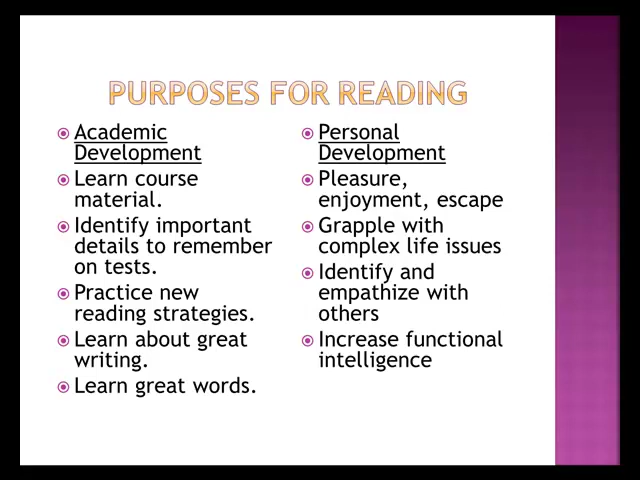 PURPOSES FOR READING
Academic
Development
Learn course
material.
Identify important
details to remember
on tests.
Practice new
reading strategies.
Learn about great
writing.
Learn great words.
Personal
Development
Pleasure,
enjoyment, escape
Grapple with
complex life issues
Identify and
empathize with
others
Increase functional
intelligence